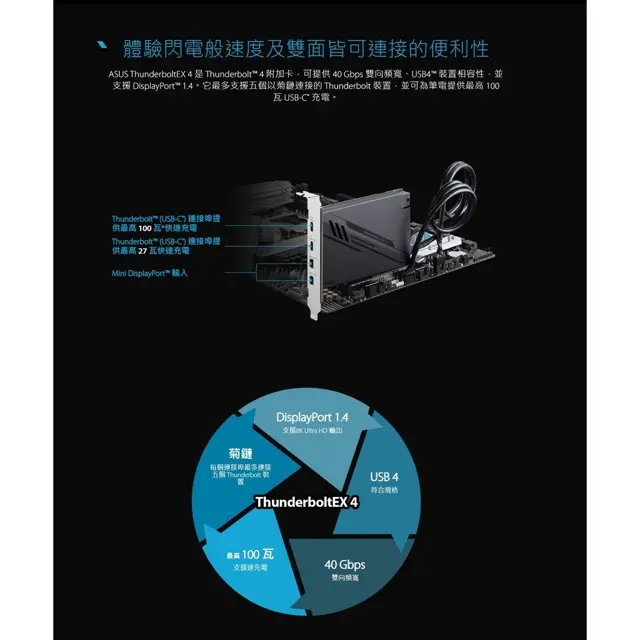 體驗閃電般速度及雙面皆可連接的便利性
ASUS ThunderboltEX 4 是 Thunderbolt™ 4 附加卡，可提供 40 Gbps 雙向頻寬、USB4™ 裝置相容性，並
支援 DisplayPort™ 1.4。它最多支援五個以菊鏈連接的 Thunderbolt 裝置，並可為筆電提供最高 100
瓦 USB-C® 充電。
Thunderbolt™ (USB-C®) 連接埠提
供最高 100 瓦*快速充電
Thunderbolt™ (USB-C®) 連接埠提
供最高 27 瓦快速充電
Mini DisplayPort™ 輸入
DisplayPort 1.4
支援8K Ultra HD 輸出
菊鏈
每個連接埠最多連接
五個 Thunderbolt 裝
置
USB 4
符合規格
ThunderboltEX 4
最高 100 瓦
支援快充電
40 Gbps
雙向頻寬